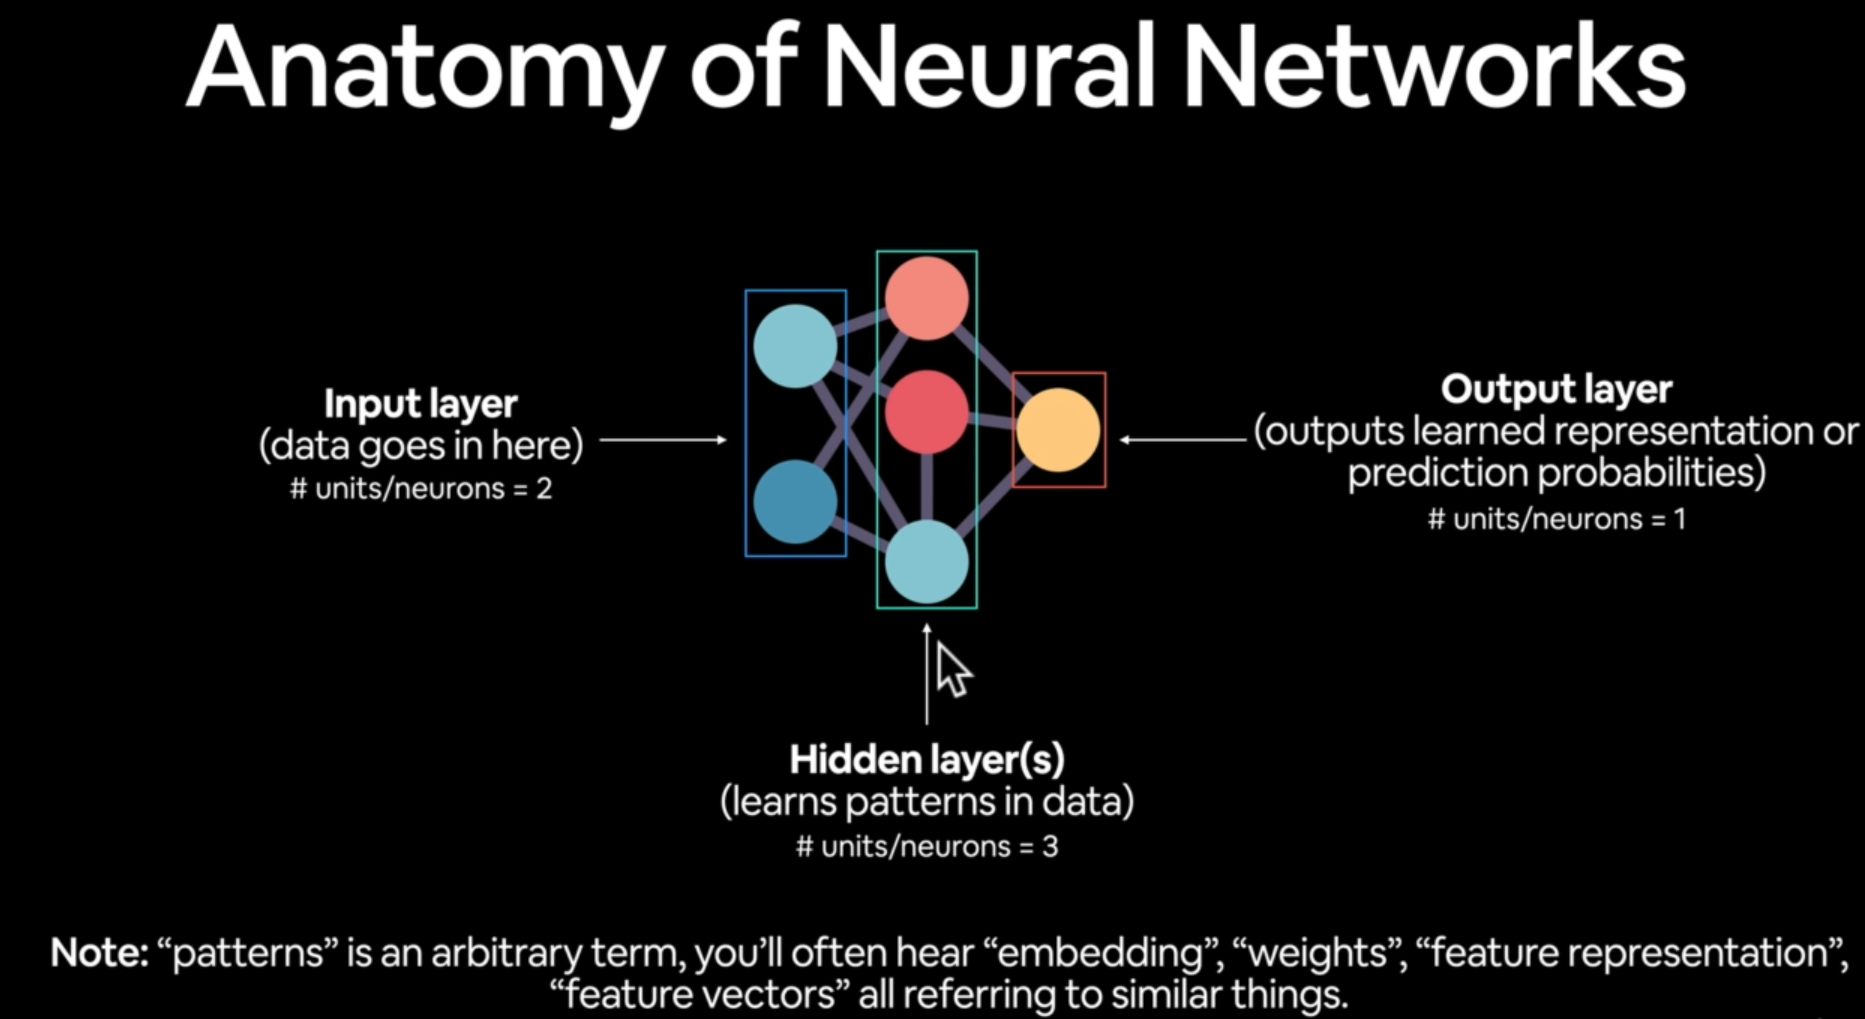 Anatomy of Neural Networks
Input layer
(data goes in here)
# units/neurons = 2
Output layer
(outputs learned representation or
prediction probabilities)
# units/neurons = 1
Hidden layer(s)
(learns patterns in data)
# units/neurons = 3
Note: “patterns” is an arbitrary term, you’ll often hear “embedding”, “weights”, “feature representation”,
“feature vectors” all referring to similar things.